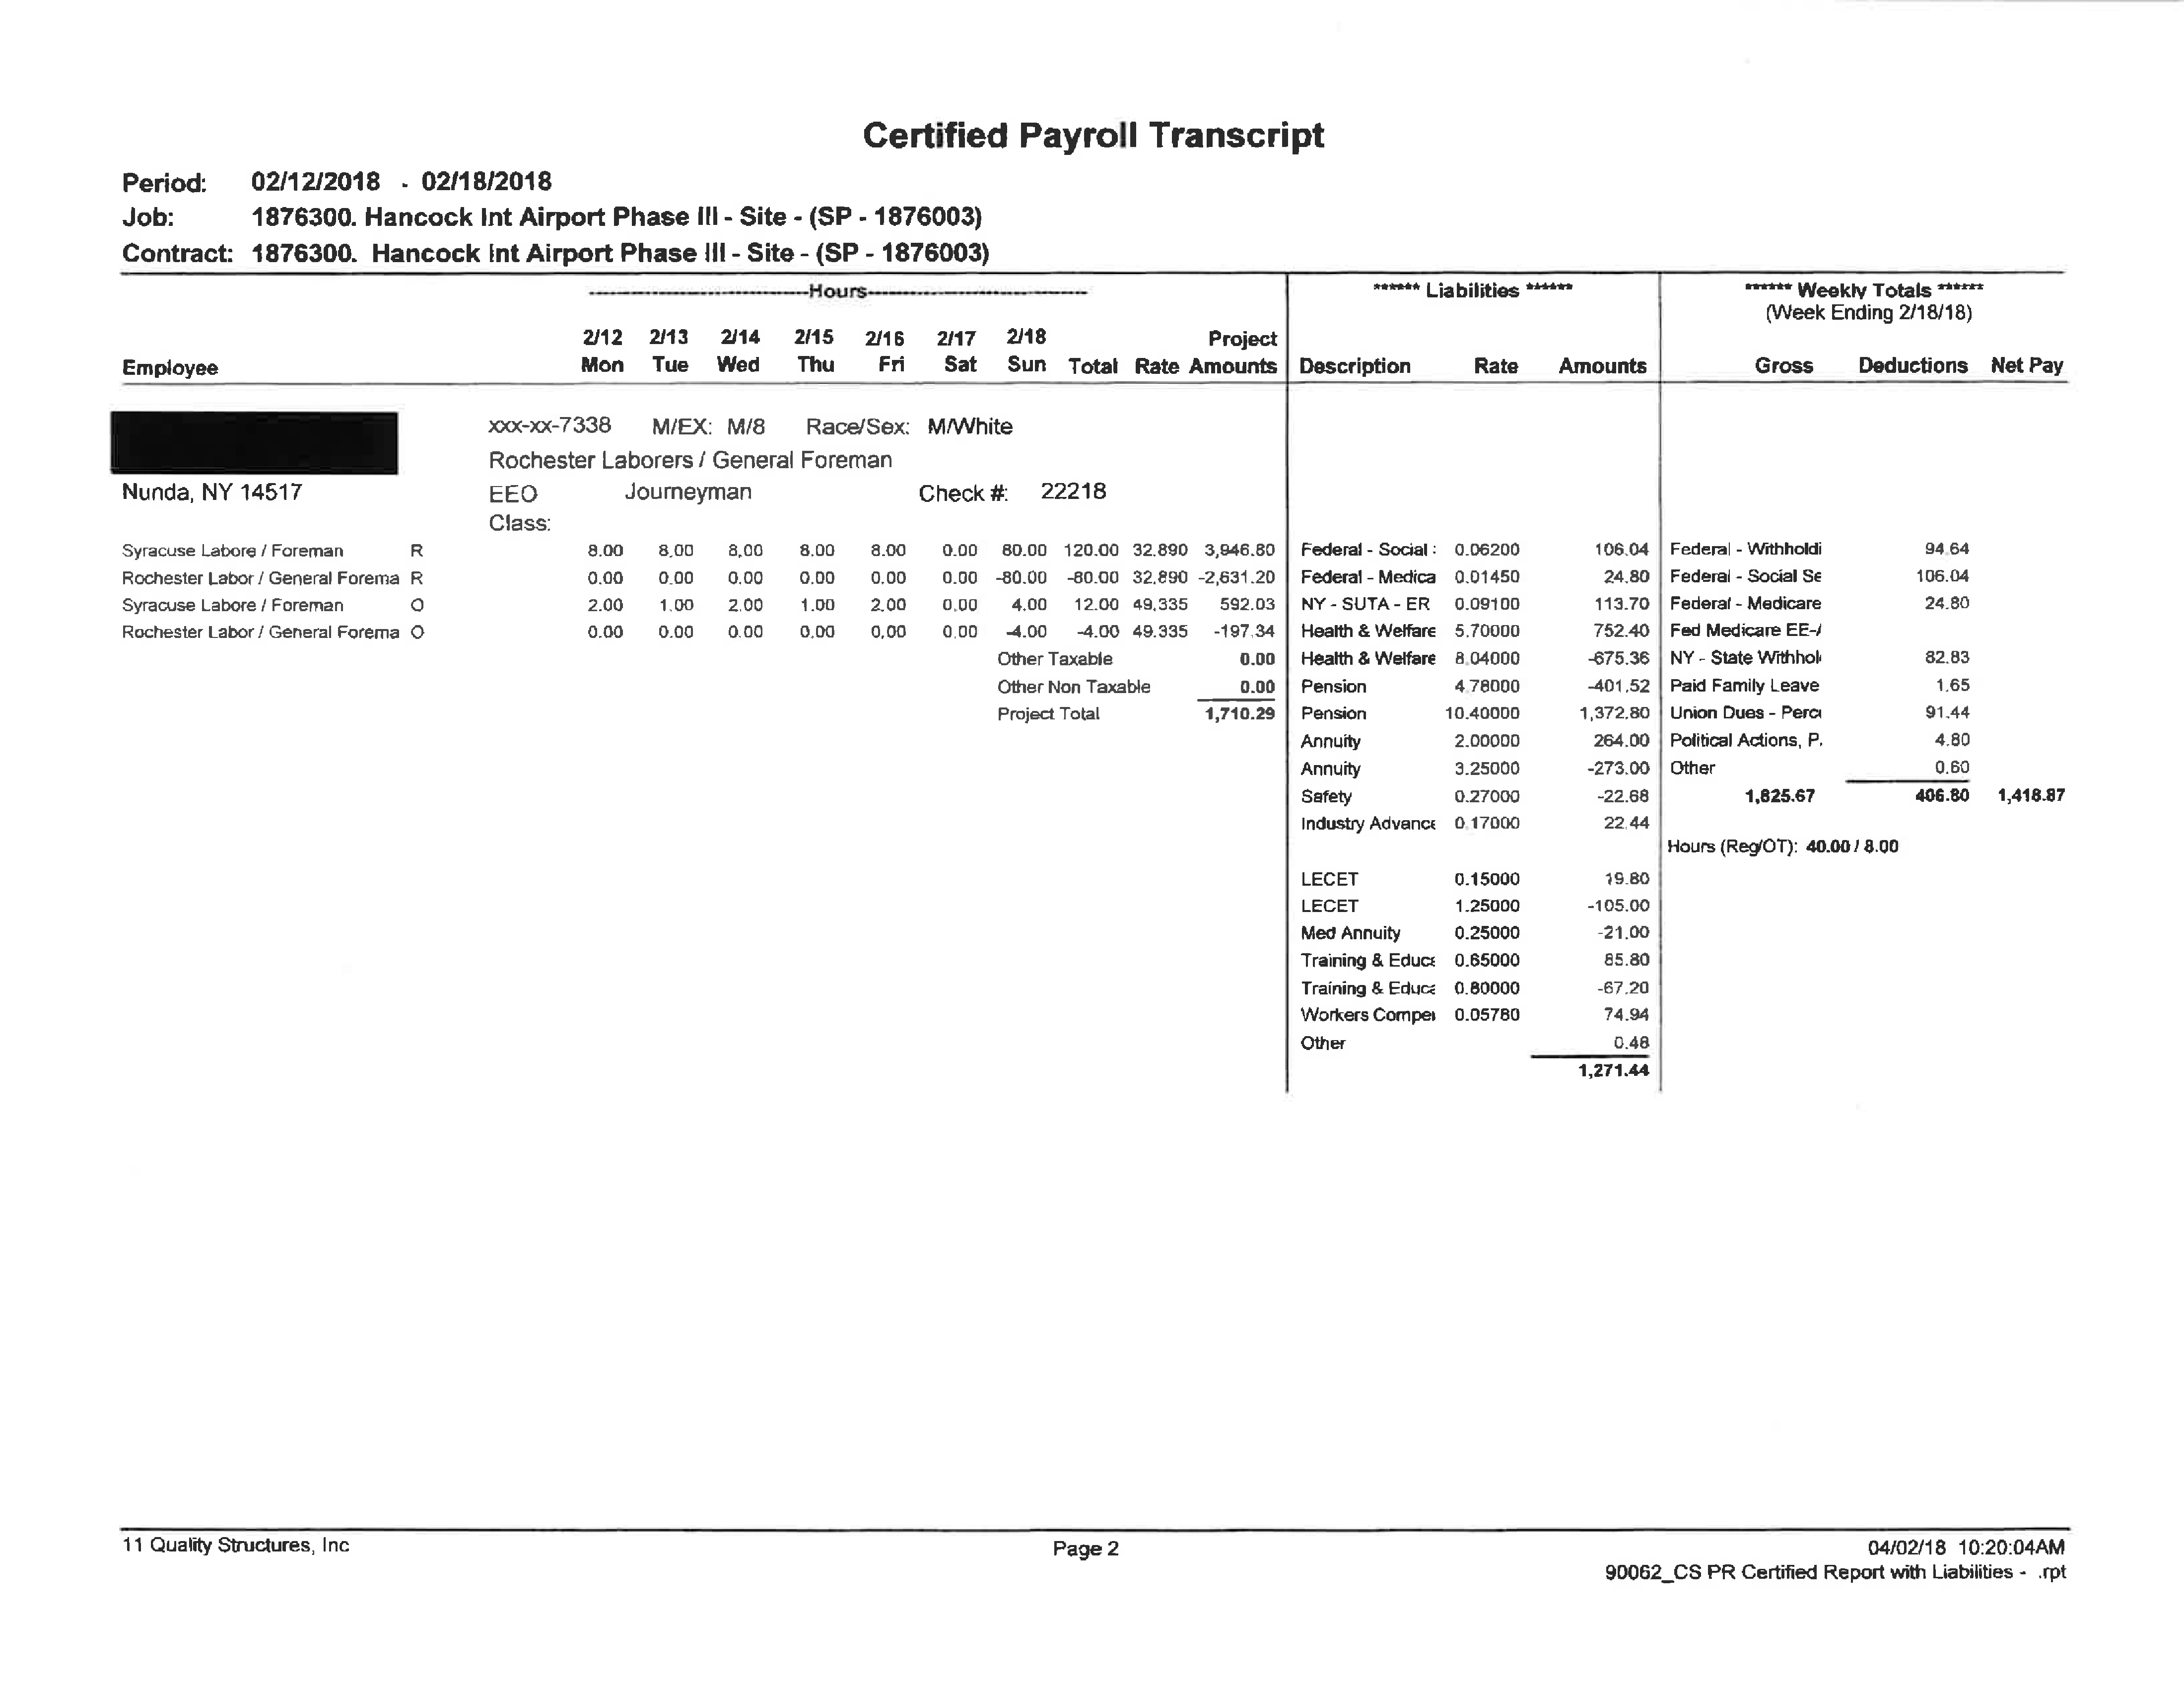 Certified Payroll Transcript
Period: 02/12/2018 - 02/18/2018
Job: 1876300. Hancock Int Airport Phase III - Site - (SP - 1876003)
Contract: 1876300. Hancock Int Airport Phase III - Site - (SP - 1876003)
Hours ****** Liabilities ****** ****** Weekly Totals ******
(Week Ending 2/18/18)
2/12 2/13 2/14 2/15 2/16 2/17 2/18 Project
Employee Mon Tue Wed Thu Fri Sat Sun Total Rate Amounts Description Rate Amounts Gross Deductions Net Pay
xxx-xx-7338 M/EX: M/8 Race/Sex: M/White
Rochester Laborers / General Foreman
Nunda, NY 14517 EEO Journeyman Check #: 22218
Class:
Syracuse Labore / Foreman R 8.00 8.00 8.00 8.00 8.00 0.00 80.00 120.00 32.890 3,946.80 Federal - Social : 0.06200 106.04 Federal - Withholdi 94.64
Rochester Labor / General Forema R 0.00 0.00 0.00 0.00 0.00 0.00 -80.00 -80.00 32.890 -2,631.20 Federal - Medica 0.01450 24.80 Federal - Social Se 106.04
Syracuse Labore / Foreman O 2.00 1.00 2.00 1.00 2.00 0.00 4.00 12.00 49.335 592.03 NY - SUTA - ER 0.09100 113.70 Federal - Medicare 24.80
Rochester Labor / General Forema O 0.00 0.00 0.00 0.00 0.00 0.00 -4.00 -4.00 49.335 -197.34 Health & Welfare 5.70000 752.40 Fed Medicare EE-/
Other Taxable 0.00 Health & Welfare 8.04000 -675.36 NY - State Withhol 82.83
Other Non Taxable 0.00 Pension 4.78000 -401.52 Paid Family Leave 1.65
Project Total 1,710.29 Pension 10.40000 1,372.80 Union Dues - Perc 91.44
Annuity 2.00000 264.00 Political Actions, P. 4.80
Annuity 3.25000 -273.00 Other 0.60
Safety 0.27000 -22.68 1,825.67 406.80 1,418.87
Industry Advance 0.17000 22.44
Hours (Reg/OT): 40.00 / 8.00
LECET 0.15000 19.80
LECET 1.25000 -105.00
Med Annuity 0.25000 -21.00
Training & Educa 0.65000 85.80
Training & Educa 0.80000 -67.20
Workers Compe 0.05780 74.94
Other 0.48
1,271.44
11 Quality Structures, Inc Page 2 04/02/18 10:20:04AM
90062_CS PR Certified Report with Liabilities - .rpt